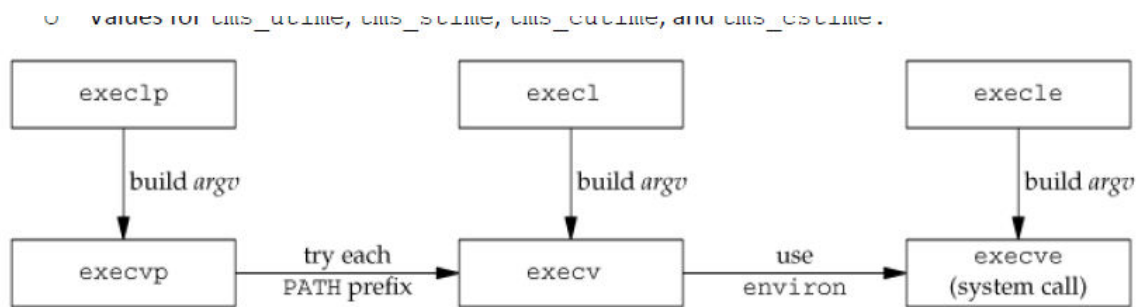 Values for tms_utime, tms_stime, tms_cutime, and tms_cstime.
execlp execl execle
build argv build argv build argv
try each use
execvp execv execve
PATH prefix environ (system call)